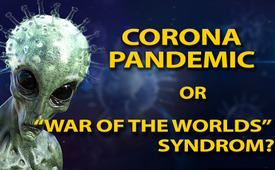 CORONA
PANDEMIC
OR
“WAR OF THE WORLDS”
SYNDROM?